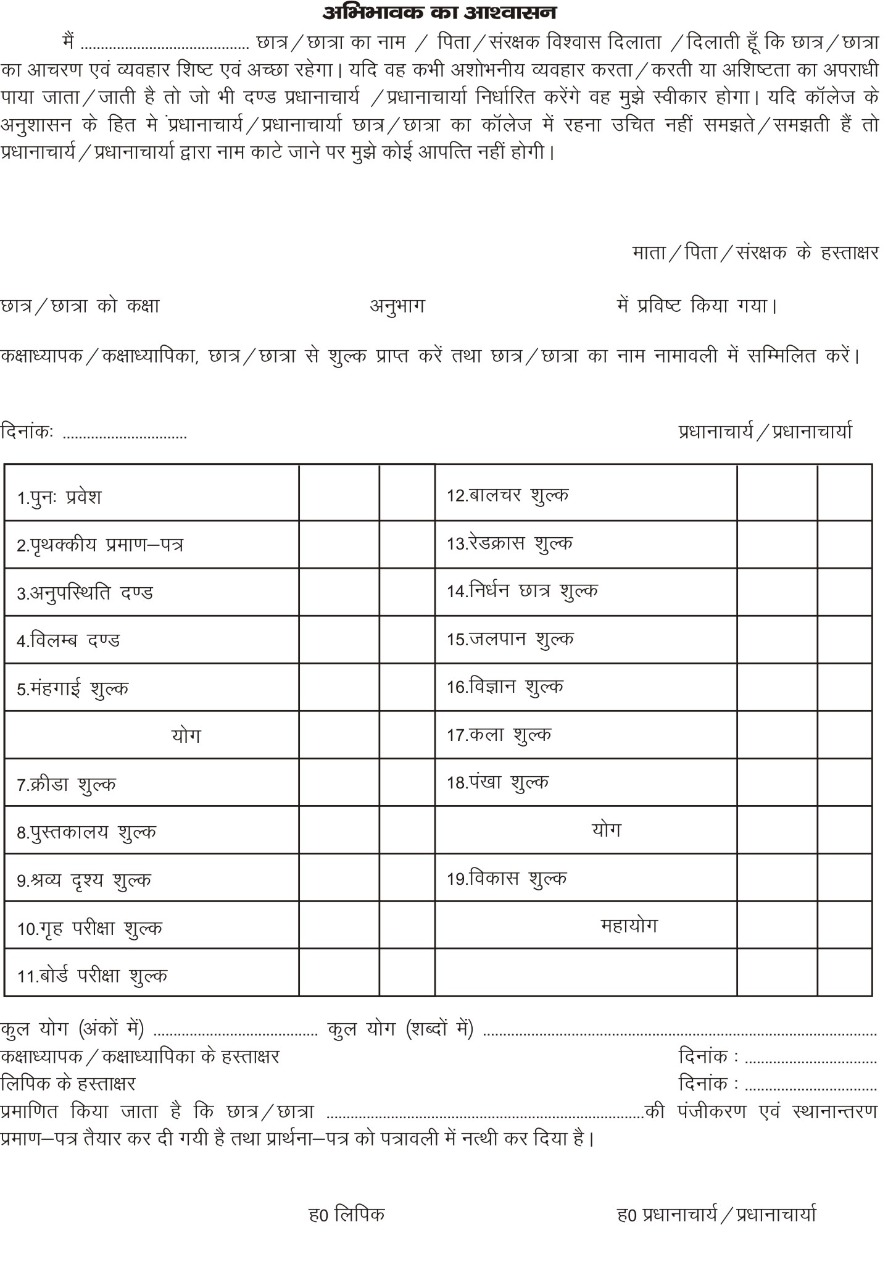 अभिभावक का आश्वासन
मैं .......................................... छात्र/छात्रा का नाम / पिता/संरक्षक विश्वास दिलाता /दिलाती हूँ कि छात्र/छात्रा
का आचरण एवं व्यवहार शिष्ट एवं अच्छा रहेगा। यदि वह कभी अशोभनीय व्यवहार करता/करती या अशिष्टता का अपराधी
पाया जाता/जाती है तो जो भी दण्ड प्रधानाचार्य /प्रधानाचार्या निर्धारित करेंगे वह मुझे स्वीकार होगा। यदि कॉलेज के
अनुशासन के हित मे प्रधानाचार्य/प्रधानाचार्या छात्र/छात्रा का कॉलेज में रहना उचित नहीं समझते/समझती हैं तो
प्रधानाचार्य/प्रधानाचार्या द्वारा नाम काटे जाने पर मुझे कोई आपत्ति नहीं होगी।
माता/पिता/संरक्षक के हस्ताक्षर
छात्र/छात्रा को कक्षा अनुभाग में प्रविष्ट किया गया।
कक्षाध्यापक/कक्षाध्यापिका, छात्र/छात्रा से शुल्क प्राप्त करें तथा छात्र/छात्रा का नाम नामावली में सम्मिलित करें।
दिनांकः ............................... प्रधानाचार्य/प्रधानाचार्या
1.पुनः प्रवेश 12.बालचर शुल्क
2.पृथक्कीय प्रमाण–पत्र 13.रेडक्रास शुल्क
3.अनुपस्थिति दण्ड 14.निर्धन छात्र शुल्क
4.विलम्ब दण्ड 15.जलपान शुल्क
5.मंहगाई शुल्क 16.विज्ञान शुल्क
योग 17.कला शुल्क
7.क्रीडा शुल्क 18.पंखा शुल्क
8.पुस्तकालय शुल्क योग
9.श्रव्य दृश्य शुल्क 19.विकास शुल्क
10.गृह परीक्षा शुल्क महायोग
11.बोर्ड परीक्षा शुल्क
कुल योग (अंकों में) ......................................... कुल योग (शब्दों में) ..................................................................................................
कक्षाध्यापक/कक्षाध्यापिका के हस्ताक्षर दिनांक : .................................
लिपिक के हस्ताक्षर दिनांक : .................................
प्रमाणित किया जाता है कि छात्र/छात्रा ...............................................................................की पंजीकरण एवं स्थानान्तरण
प्रमाण–पत्र तैयार कर दी गयी है तथा प्रार्थना–पत्र को पत्रावली में नत्थी कर दिया है।
ह0 लिपिक ह0 प्रधानाचार्य/प्रधानाचार्या